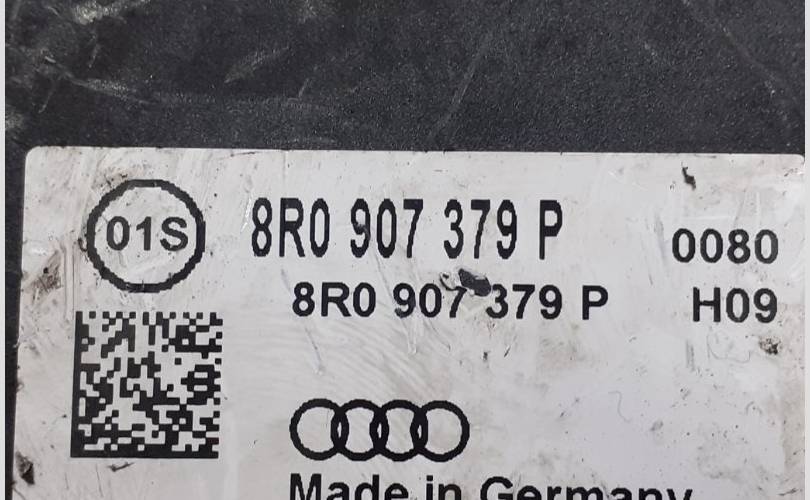 01S 8R0 907 379 P 0080
8R0 907 379 P H09
Made in Germany